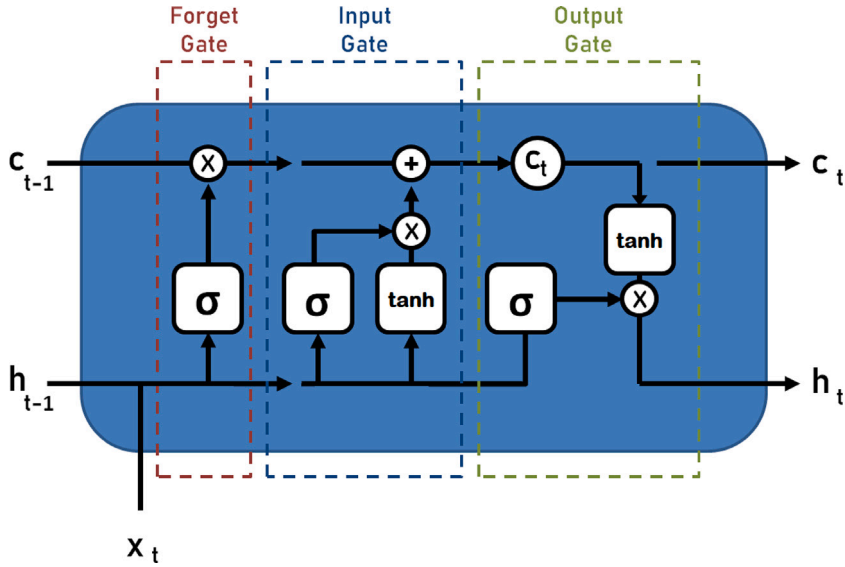 Forget
Gate
Input
Gate
Output
Gate
c t-1
x
+
c t
c t
x
tanh
σ
σ
tanh
σ
x
h t-1
h t
x t